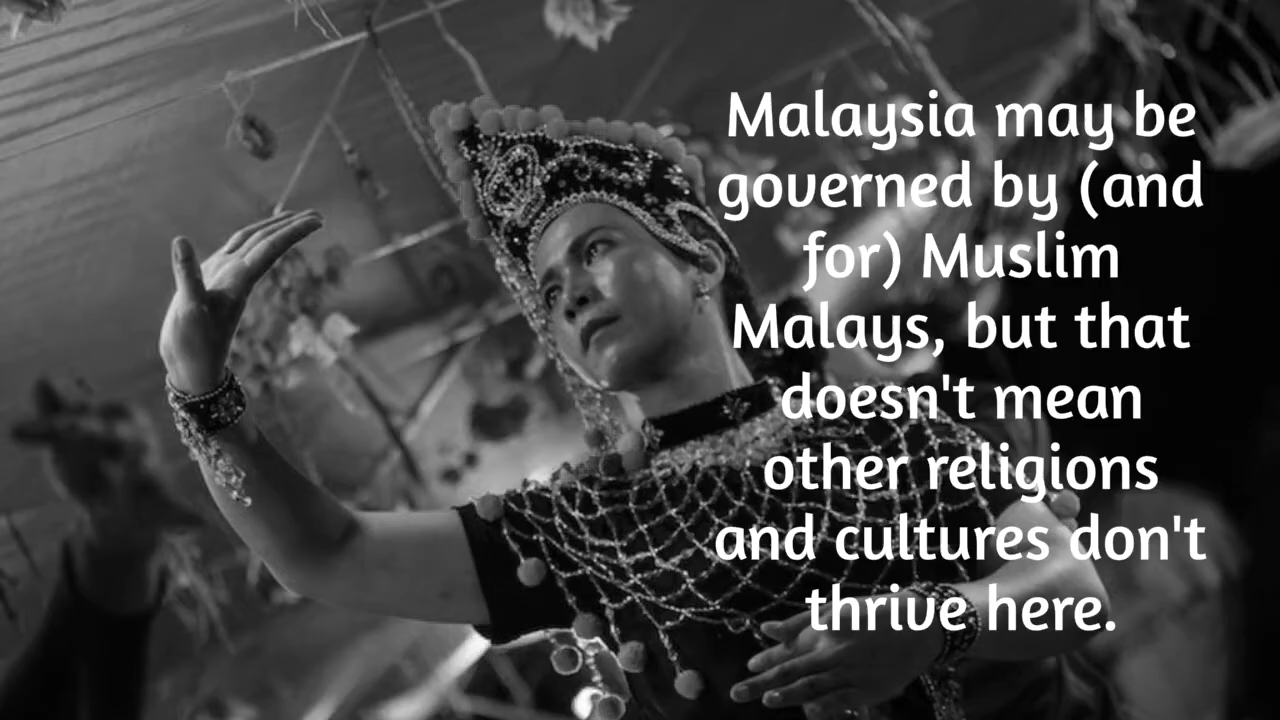 Malaysia may be
governed by (and
for) Muslim
Malays, but that
doesn't mean
other religions
and cultures don't
thrive here.